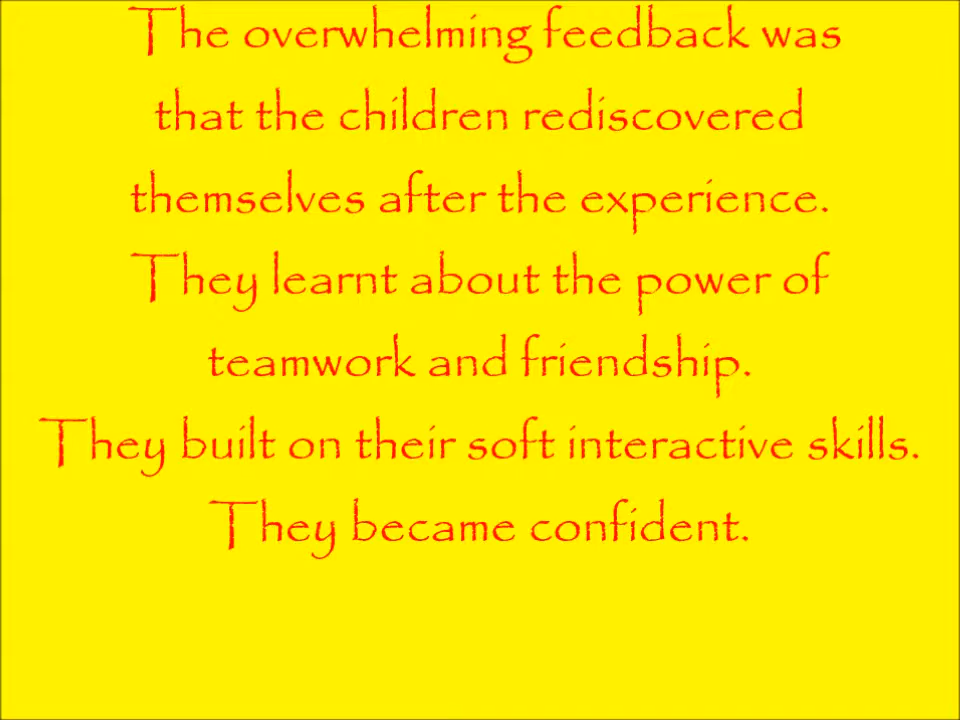 The overwhelming feedback was
that the children rediscovered
themselves after the experience.
They learnt about the power of
teamwork and friendship.
They built on their soft interactive skills.
They became confident.